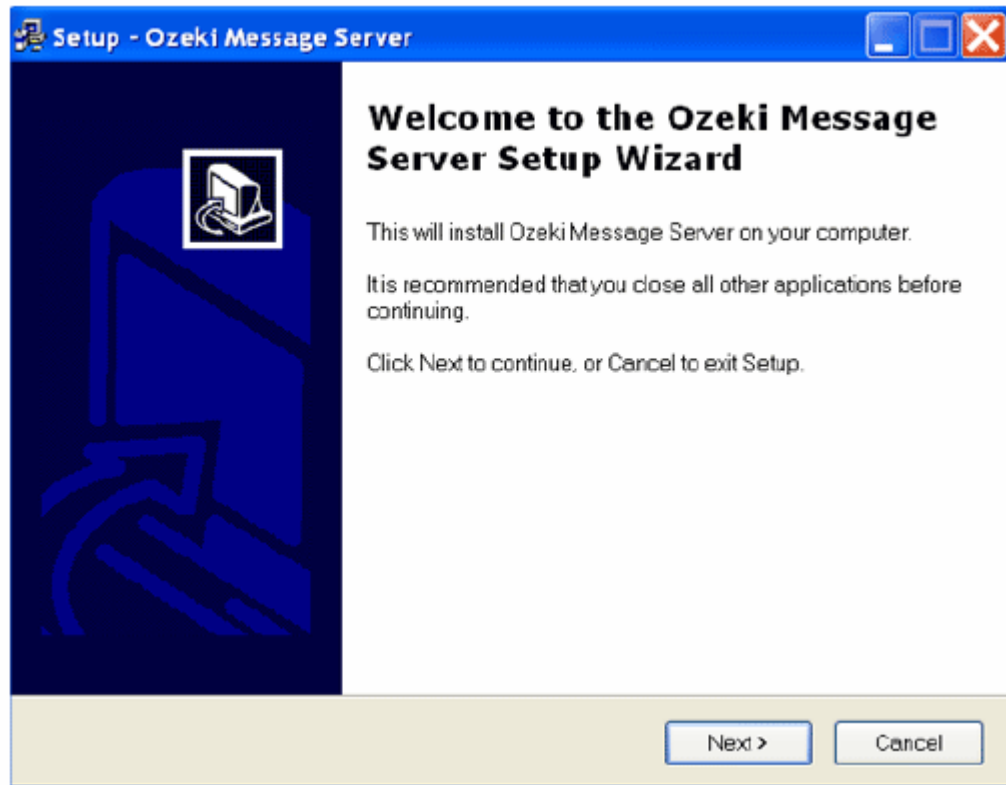 Setup - Ozeki Message Server
Welcome to the Ozeki Message
Server Setup Wizard
This will install Ozeki Message Server on your computer.
It is recommended that you close all other applications before
continuing.
Click Next to continue, or Cancel to exit Setup.
Next >
Cancel